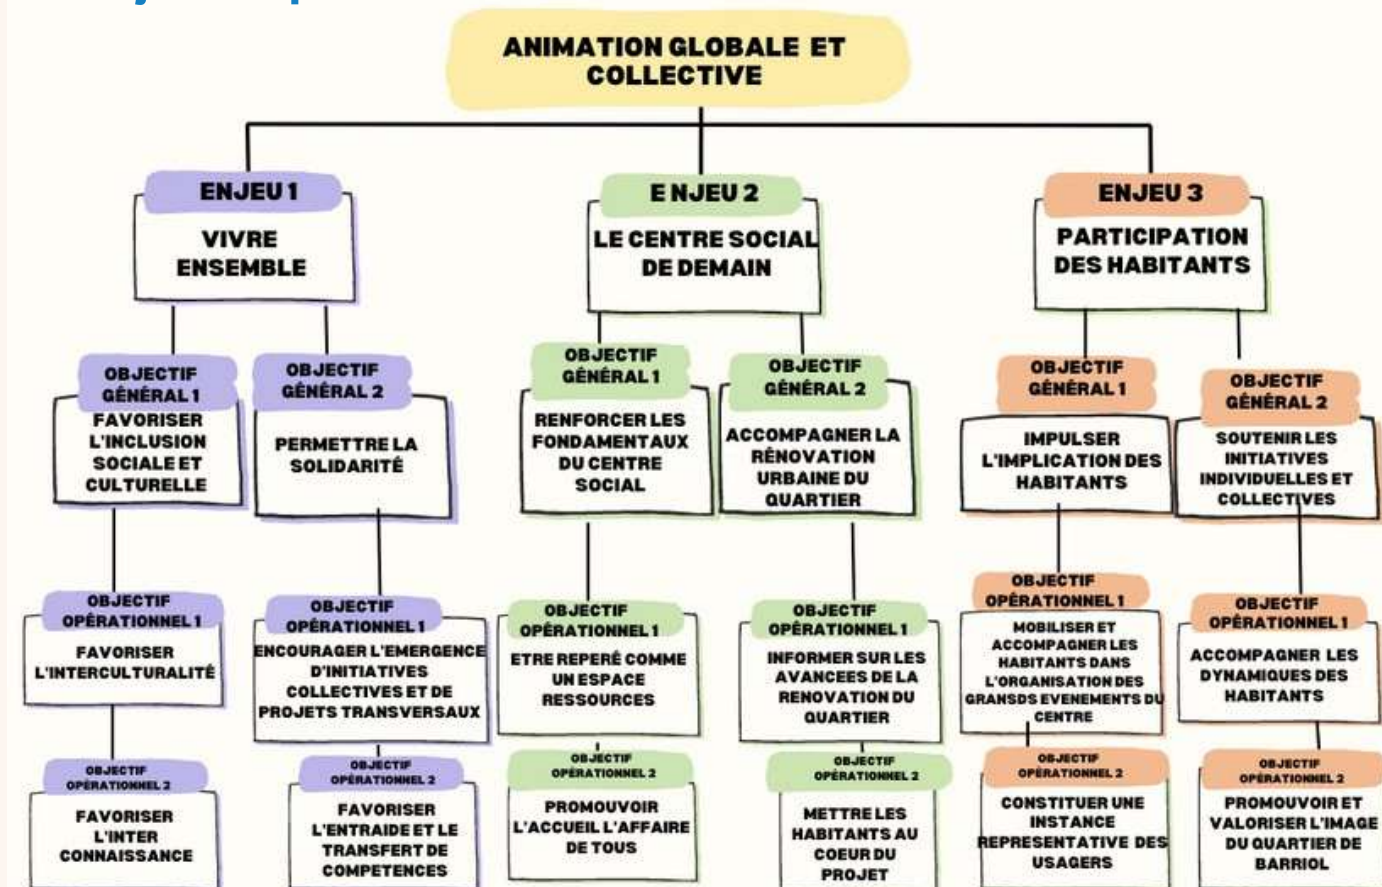 ANIMATION GLOBALE ET
COLLECTIVE
ENJEU 1
VIVRE
ENSEMBLE
E NJEU 2
LE CENTRE SOCIAL
DE DEMAIN
ENJEU 3
PARTICIPATION
DES HABITANTS
OBJECTIF
GÉNÉRAL 1
FAVORISER
L'INCLUSION
SOCIALE ET
CULTURELLE
OBJECTIF
GÉNÉRAL 2
PERMETTRE LA
SOLIDARITÉ
OBJECTIF
GÉNÉRAL 1
RENFORCER LES
FONDAMENTAUX
DU CENTRE
SOCIAL
OBJECTIF
GÉNÉRAL 2
ACCOMPAGNER LA
RÉNOVATION
URBAINE DU
QUARTIER
OBJECTIF
GÉNÉRAL 1
IMPULSER
L'IMPLICATION DES
HABITANTS
OBJECTIF
GÉNÉRAL 2
SOUTENIR LES
INITIATIVES
INDIVIDUELLES ET
COLLECTIVES
OBJECTIF
OPÉRATIONNEL 1
FAVORISER
L'INTERCULTURALITÉ
OBJECTIF
OPÉRATIONNEL 1
ENCOURAGER L'EMERGENCE
D'INITIATIVES
COLLECTIVES ET DE
PROJETS TRANSVERSAUX
OBJECTIF
OPÉRATIONNEL 1
ETRE REPERÉ COMME
UN ESPACE
RESSOURCES
OBJECTIF
OPÉRATIONNEL 1
INFORMER SUR LES
AVANCEES DE LA
RENOVATION DU
QUARTIER
OBJECTIF
OPÉRATIONNEL 1
MOBILISER ET
ACCOMPAGNER LES
HABITANTS DANS
L'ORGANISATION DES
GRANSDS EVENEMENTS DU
CENTRE
OBJECTIF
OPÉRATIONNEL 1
ACCOMPAGNER LES
DYNAMIQUES DES
HABITANTS
OBJECTIF
OPÉRATIONNEL 2
FAVORISER
L'INTER
CONNAISSANCE
OBJECTIF
OPÉRATIONNEL 2
FAVORISER
L'ENTRAIDE ET LE
TRANSFERT DE
COMPETENCES
OBJECTIF
OPÉRATIONNEL 2
PROMOUVOIR
L'ACCUEIL L'AFFAIRE
DE TOUS
OBJECTIF
OPÉRATIONNEL 2
METTRE LES
HABITANTS AU
COEUR DU
PROJET
OBJECTIF
OPÉRATIONNEL 2
CONSTITUER UNE
INSTANCE
REPRESENTATIVE DES
USAGERS
OBJECTIF
OPÉRATIONNEL 2
PROMOUVOIR ET
VALORISER L'IMAGE
DU QUARTIER DE
BARRIOL